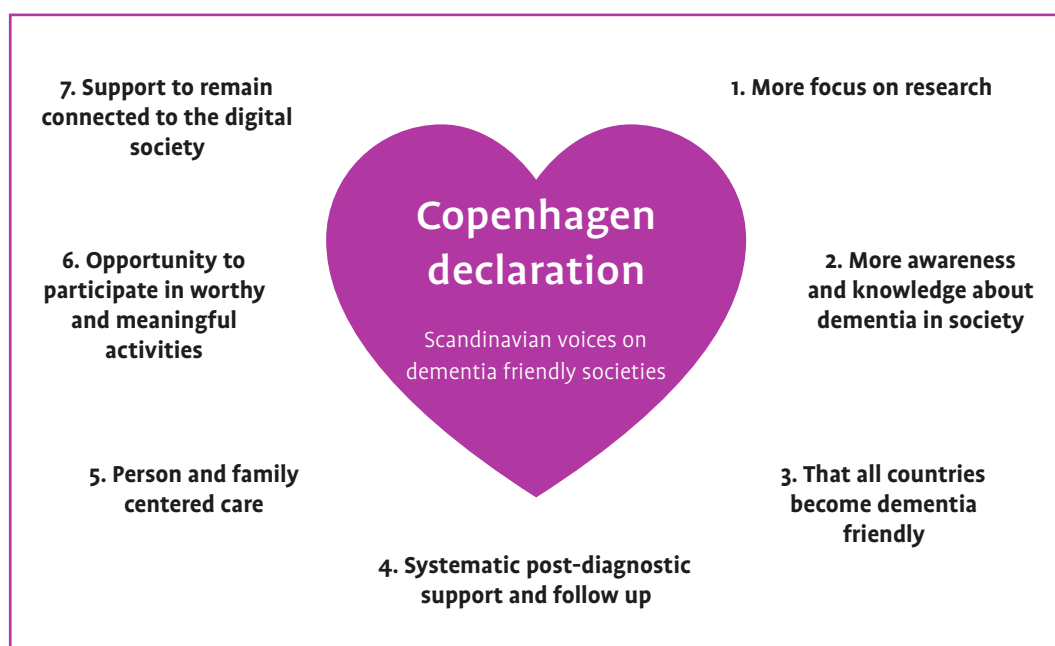 Copenhagen
declaration
Scandinavian voices on
dementia friendly societies
1. More focus on research
2. More awareness
and knowledge about
dementia in society
3. That all countries
become dementia
friendly
4. Systematic post-diagnostic
support and follow up
5. Person and family
centered care
6. Opportunity to
participate in worthy
and meaningful
activities
7. Support to remain
connected to the digital
society